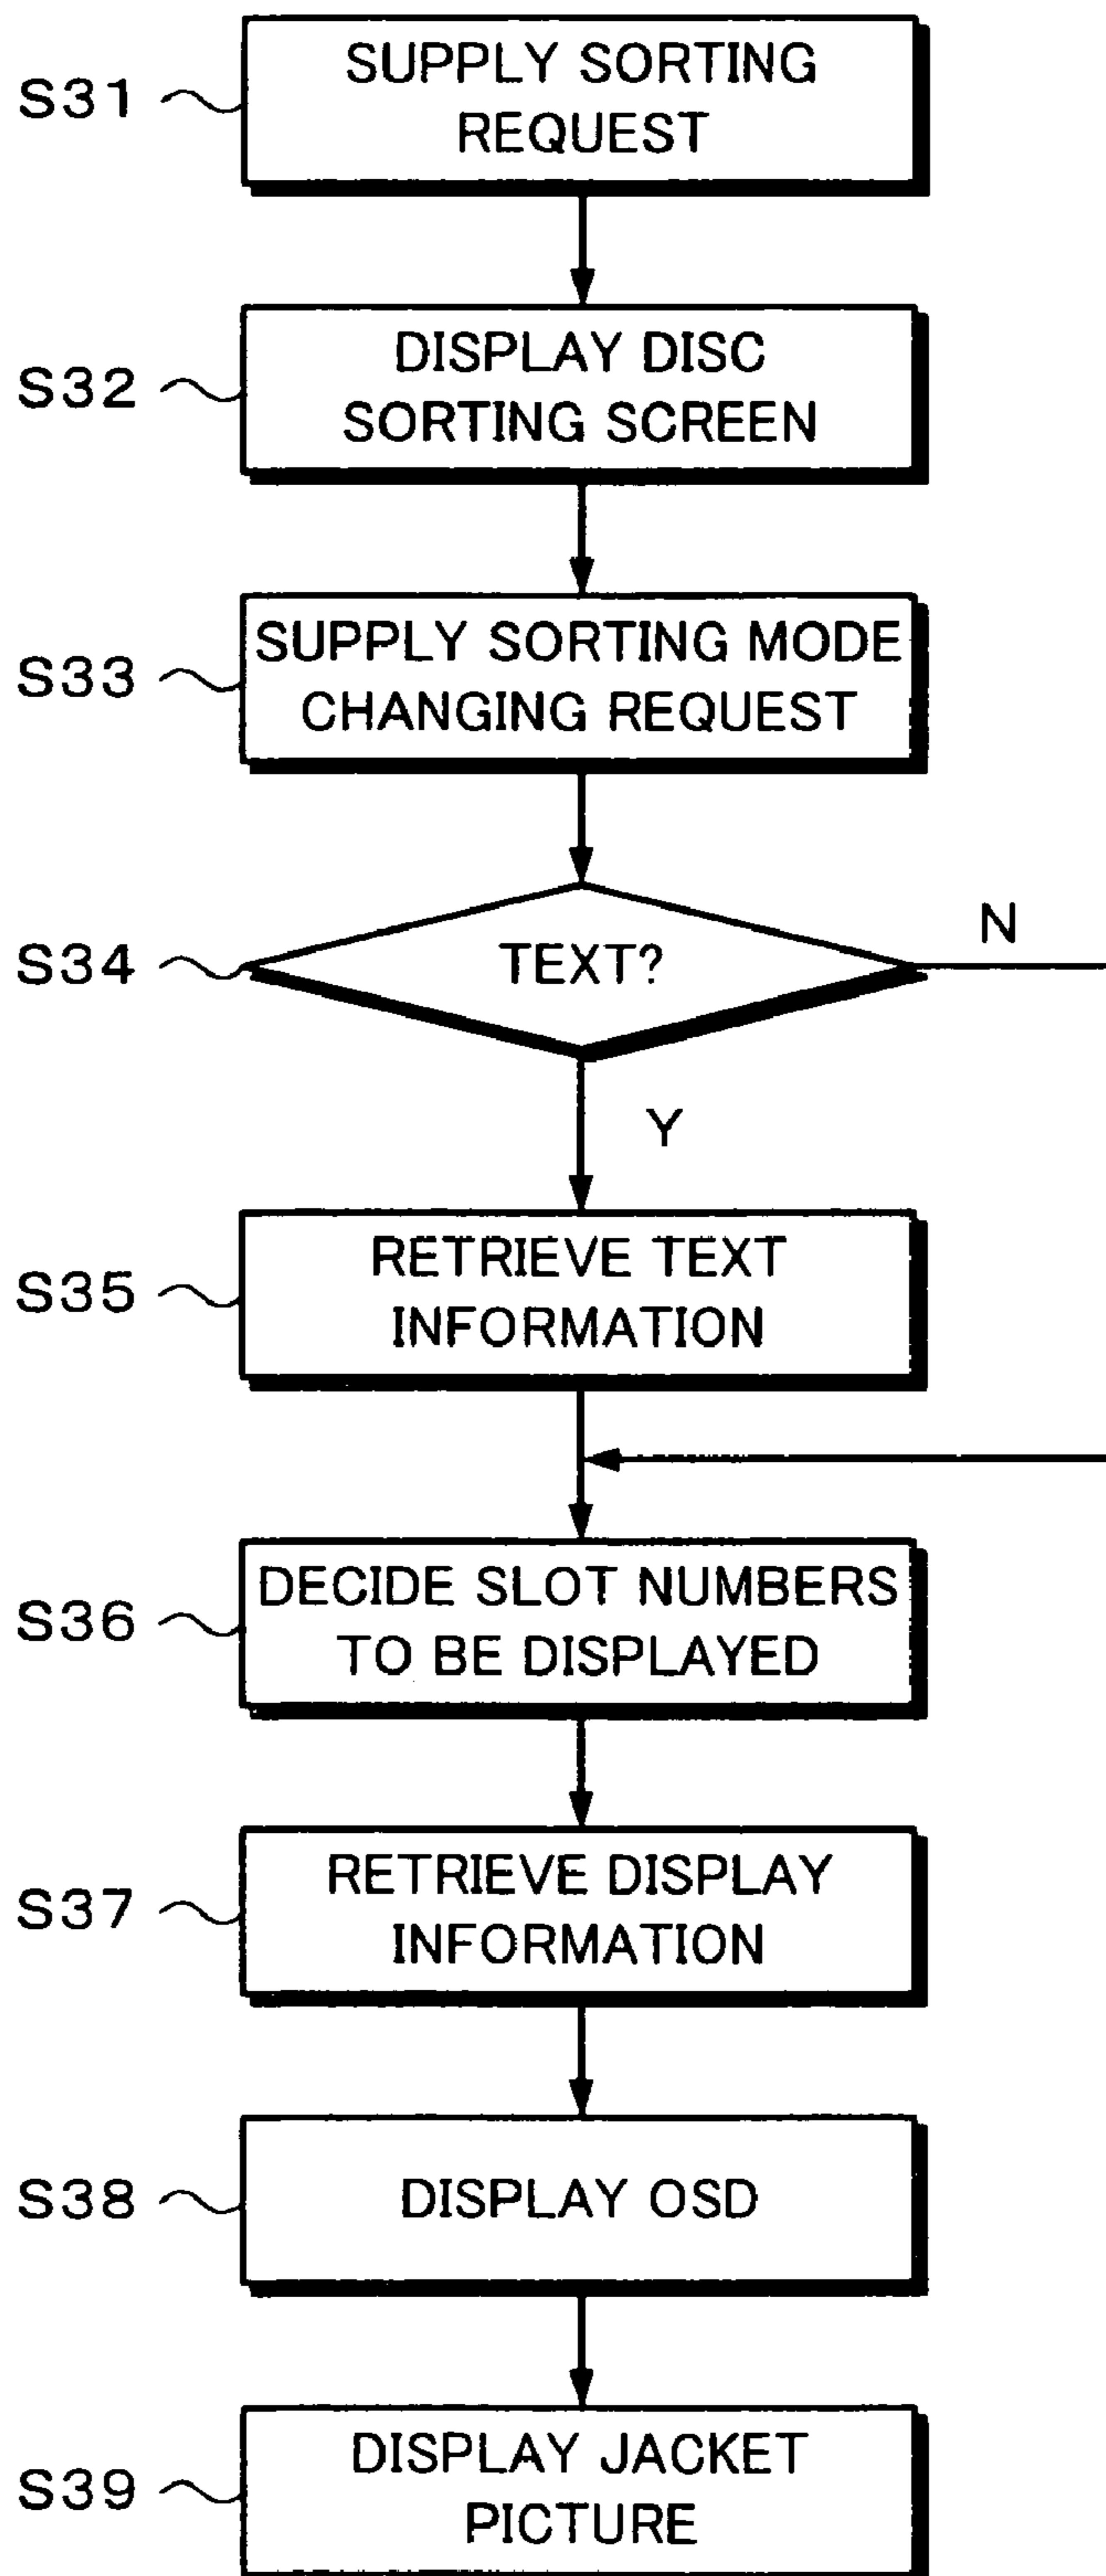 S31
SUPPLY SORTING
REQUEST
S32
DISPLAY DISC
SORTING SCREEN
S33
SUPPLY SORTING MODE
CHANGING REQUEST
S34
TEXT?
N
Y
S35
RETRIEVE TEXT
INFORMATION
S36
DECIDE SLOT NUMBERS
TO BE DISPLAYED
S37
RETRIEVE DISPLAY
INFORMATION
S38
DISPLAY OSD
S39
DISPLAY JACKET
PICTURE